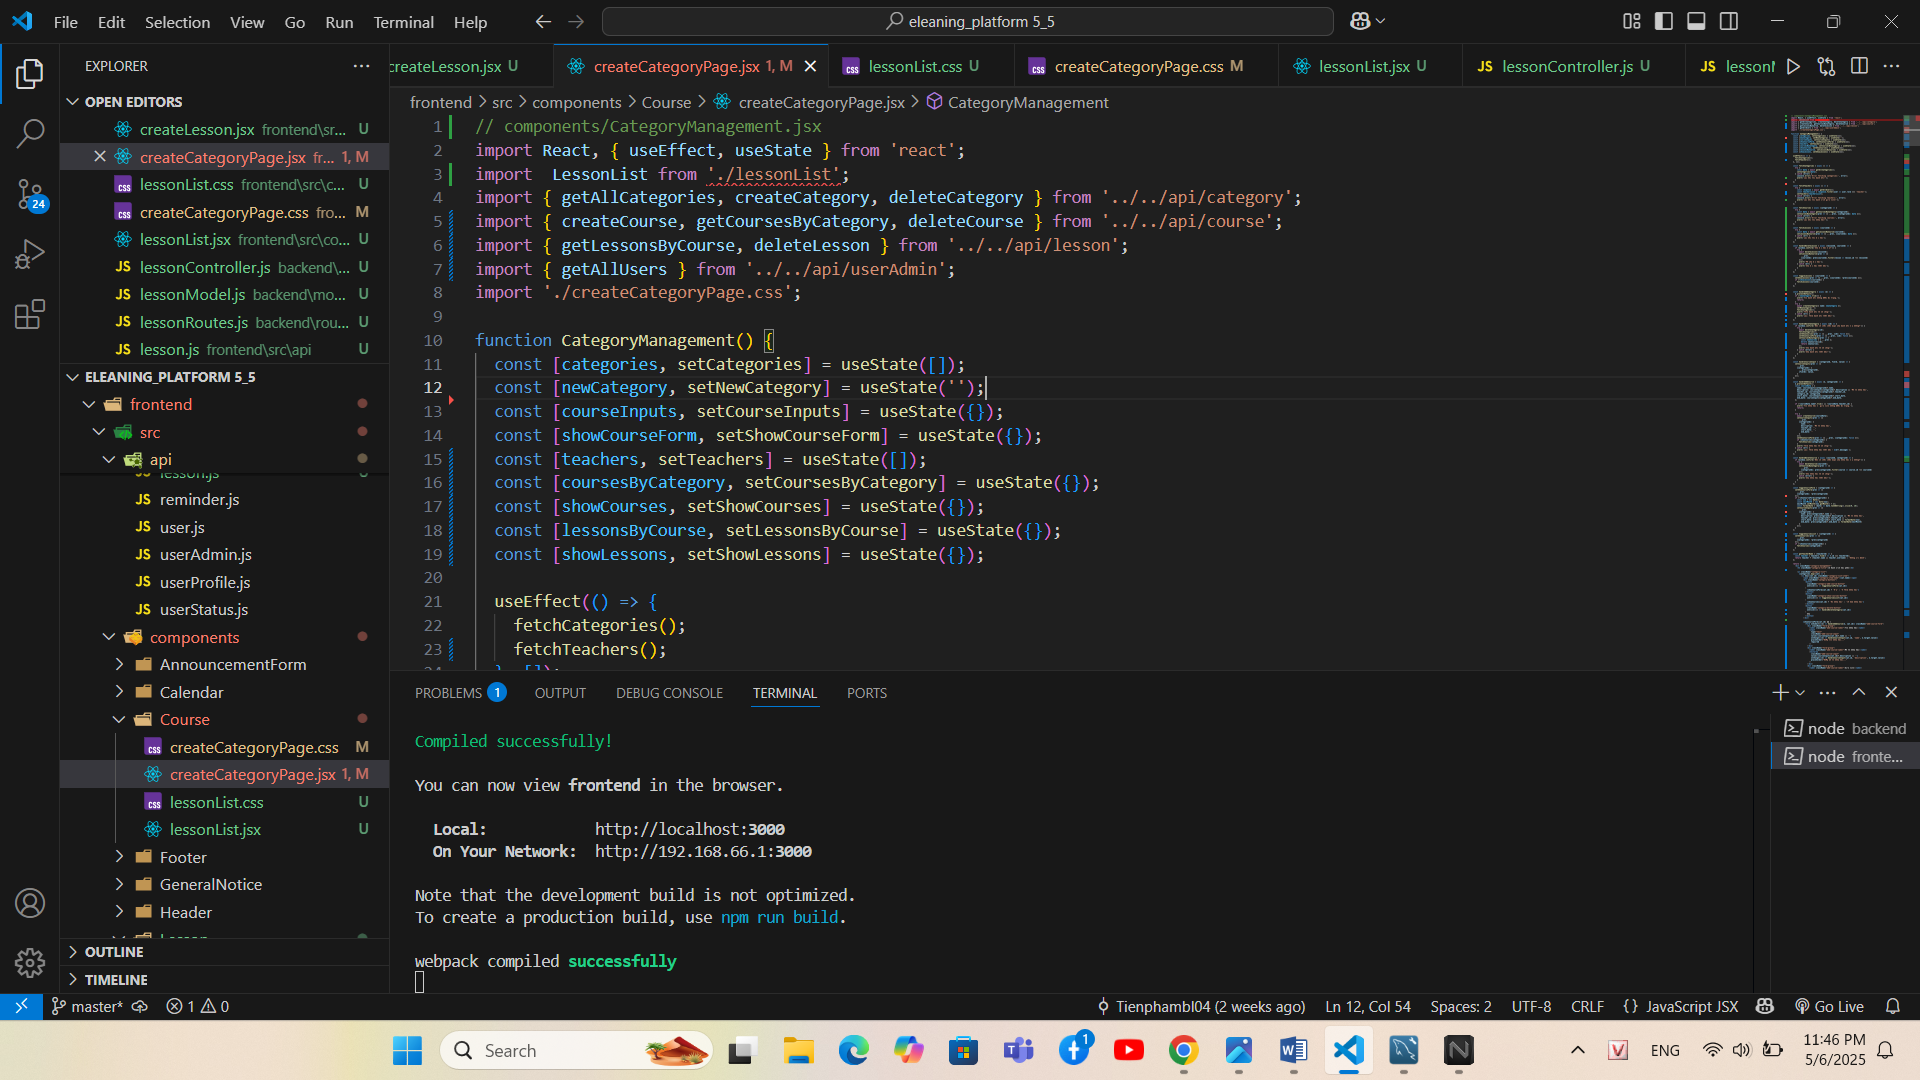 File Edit Selection View Go Run Terminal Help
eleaning_platform 5_5
EXPLORER
OPEN EDITORS
createLesson.jsx frontend\sr... U
createCategoryPage.jsx fr... 1, M
lessonList.css frontend\src\c... U
createCategoryPage.css fro... M
lessonList.jsx frontend\src\co... U
JS lessonController.js backend\... U
JS lessonModel.js backend\mo... U
JS lessonRoutes.js backend\rou... U
JS lesson.js frontend\src\api U
ELEANING_PLATFORM 5_5
frontend
src
api
JS lesson.js U
JS reminder.js
JS user.js
JS userAdmin.js
JS userProfile.js
JS userStatus.js
components
AnnouncementForm
Calendar
Course
createCategoryPage.css M
createCategoryPage.jsx 1, M
lessonList.css U
lessonList.jsx U
Footer
GeneralNotice
Header
OUTLINE
TIMELINE
24
createLesson.jsx U
createCategoryPage.jsx 1, M
css lessonList.css U
css createCategoryPage.css M
lessonList.jsx U
JS lessonController.js U
JS lessonM
frontend > src > components > Course > createCategoryPage.jsx > CategoryManagement
1 // components/CategoryManagement.jsx
2 import React, { useEffect, useState } from 'react';
3 import  LessonList from './lessonList';
4 import { getAllCategories, createCategory, deleteCategory } from '../../api/category';
5 import { createCourse, getCoursesByCategory, deleteCourse } from '../../api/course';
6 import { getLessonsByCourse, deleteLesson } from '../../api/lesson';
7 import { getAllUsers } from '../../api/userAdmin';
8 import './createCategoryPage.css';
9
10 function CategoryManagement() {
11 const [categories, setCategories] = useState([]);
12 const [newCategory, setNewCategory] = useState('');
13 const [courseInputs, setCourseInputs] = useState({});
14 const [showCourseForm, setShowCourseForm] = useState({});
15 const [teachers, setTeachers] = useState([]);
16 const [coursesByCategory, setCoursesByCategory] = useState({});
17 const [showCourses, setShowCourses] = useState({});
18 const [lessonsByCourse, setLessonsByCourse] = useState({});
19 const [showLessons, setShowLessons] = useState({});
20
21 useEffect(() => {
22 fetchCategories();
23 fetchTeachers();
PROBLEMS 1 OUTPUT DEBUG CONSOLE TERMINAL PORTS
Compiled successfully!
You can now view frontend in the browser.
Local: http://localhost:3000
On Your Network: http://192.168.66.1:3000
Note that the development build is not optimized.
To create a production build, use npm run build.
webpack compiled successfully
node backend
node fronte...
master* 1 0 Tienphambl04 (2 weeks ago) Ln 12, Col 54 Spaces: 2 UTF-8 CRLF {} JavaScript JSX Go Live
Search 1 ENG
11:46 PM
5/6/2025